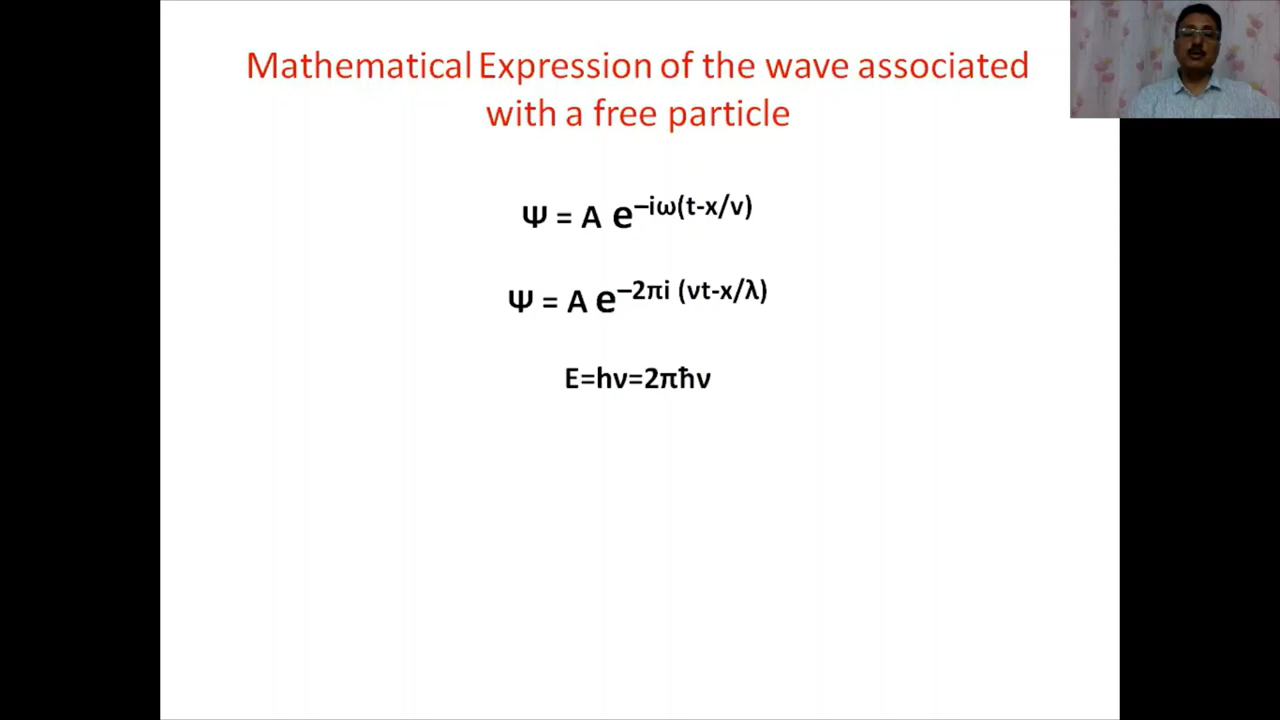 Mathematical Expression of the wave associated
with a free particle
Ψ = A e–iω(t-x/v)
Ψ = A e–2πi (νt-x/λ)
E=hν=2πħν